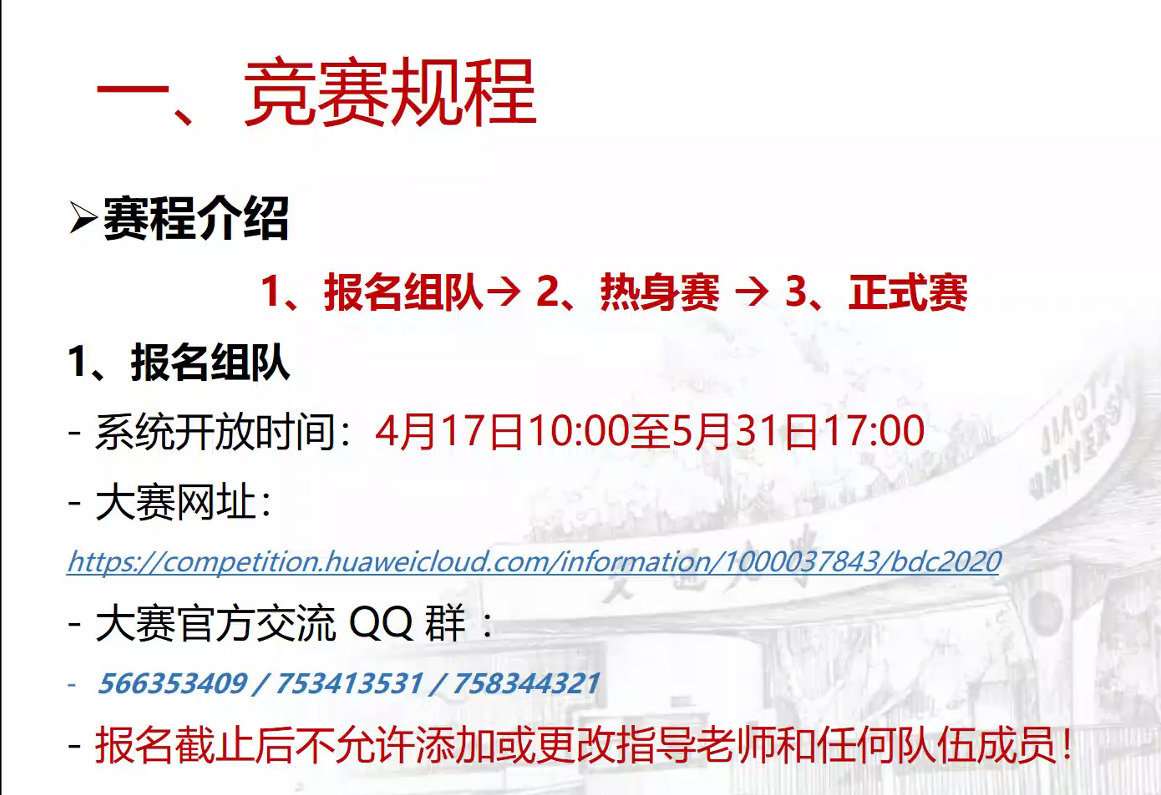 一、竞赛规程
➢赛程介绍
1、报名组队→ 2、热身赛 → 3、正式赛
1、报名组队
- 系统开放时间：4月17日10:00至5月31日17:00
- 大赛网址：
https://competition.huaweicloud.com/information/1000037843/bdc2020
- 大赛官方交流 QQ 群 ：
- 566353409 / 753413531 / 758344321
- 报名截止后不允许添加或更改指导老师和任何队伍成员！
交通大学